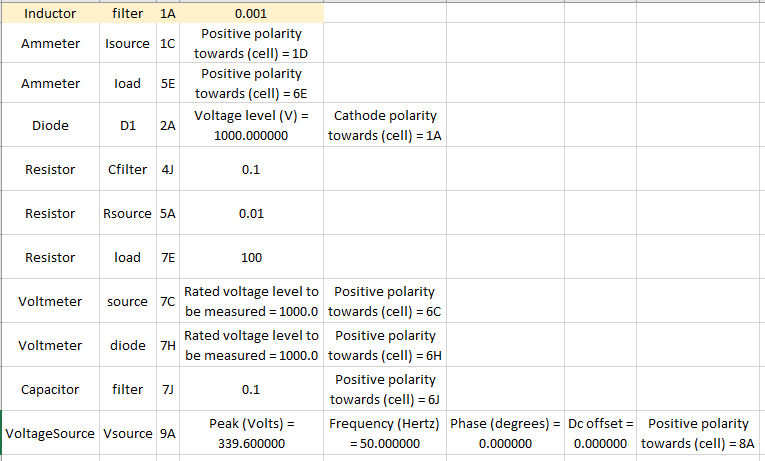 Inductor filter 1A 0.001
Ammeter Isource 1C Positive polarity towards (cell) = 1D
Ammeter load 5E Positive polarity towards (cell) = 6E
Diode D1 2A Voltage level (V) = 1000.000000 Cathode polarity towards (cell) = 1A
Resistor Cfilter 4J 0.1
Resistor Rsource 5A 0.01
Resistor load 7E 100
Voltmeter source 7C Rated voltage level to be measured = 1000.0 Positive polarity towards (cell) = 6C
Voltmeter diode 7H Rated voltage level to be measured = 1000.0 Positive polarity towards (cell) = 6H
Capacitor filter 7J 0.1 Positive polarity towards (cell) = 6J
VoltageSource Vsource 9A Peak (Volts) = 339.600000 Frequency (Hertz) = 50.000000 Phase (degrees) = 0.000000 Dc offset = 0.000000 Positive polarity towards (cell) = 8A